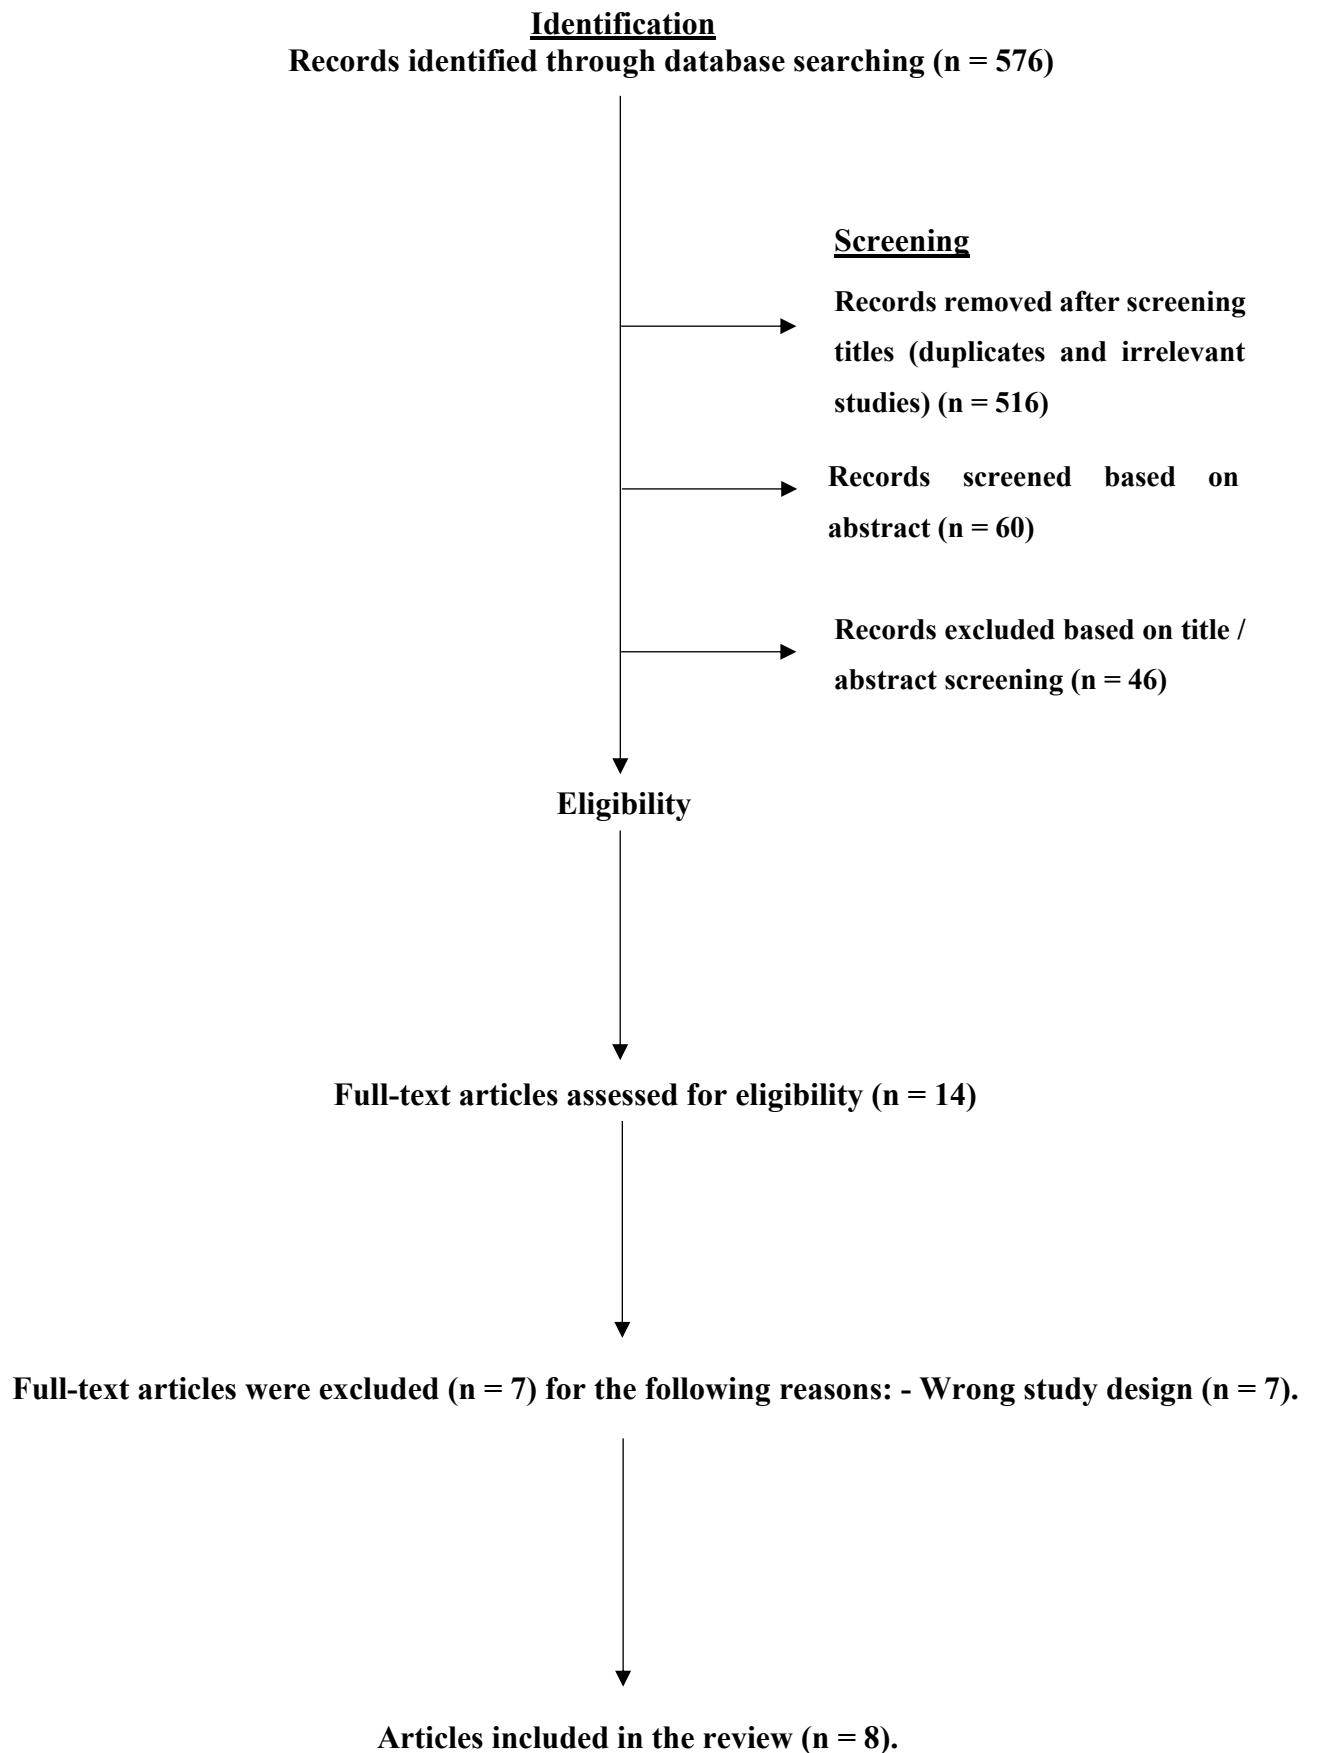 Identification
Records identified through database searching (n = 576)
Screening
Records removed after screening
titles (duplicates and irrelevant
studies) (n = 516)
Records screened based on
abstract (n = 60)
Records excluded based on title /
abstract screening (n = 46)
Eligibility
Full-text articles assessed for eligibility (n = 14)
Full-text articles were excluded (n = 7) for the following reasons: - Wrong study design (n = 7).
Articles included in the review (n = 8).